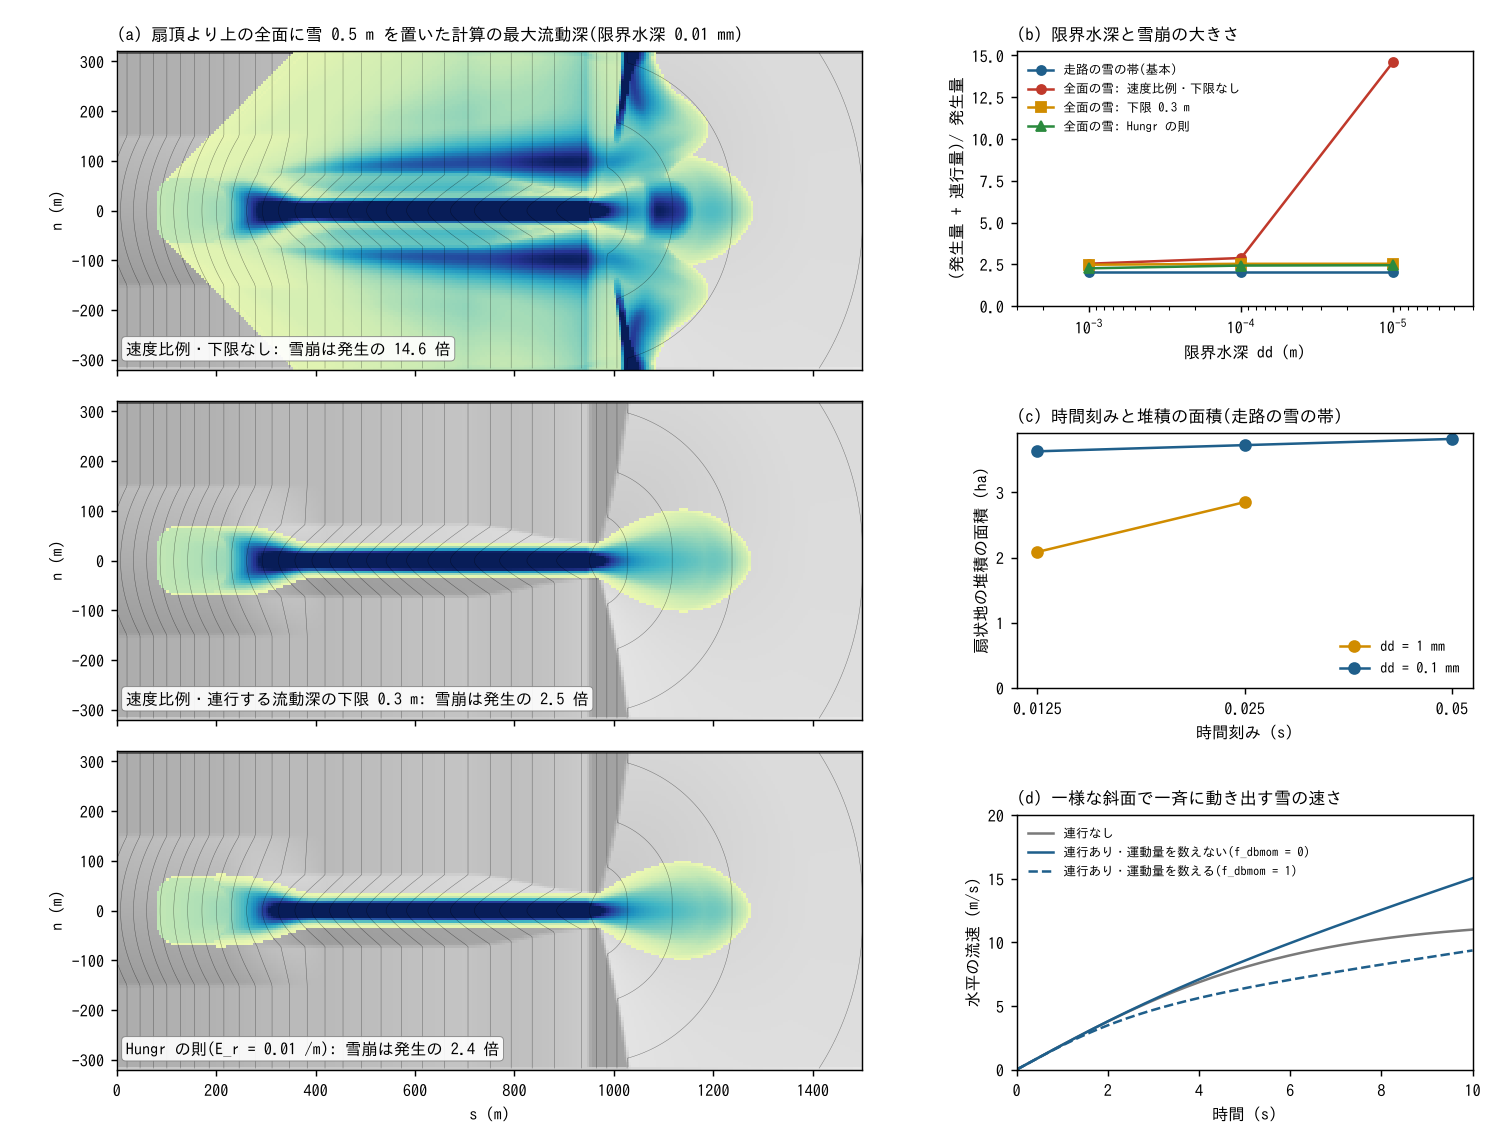 (a) 扇頂より上の全面に雪 0.5 m を置いた計算の最大流動深(限界水深 0.01 mm)
300
200
100
0
−100
−200
−300
n (m)
速度比例・下限なし: 雪崩は発生の 14.6 倍
300
200
100
0
−100
−200
−300
n (m)
速度比例・連行する流動深の下限 0.3 m: 雪崩は発生の 2.5 倍
300
200
100
0
−100
−200
−300
n (m)
Hungr の則(E_r = 0.01 /m): 雪崩は発生の 2.4 倍
0 200 400 600 800 1000 1200 1400
s (m)
(b) 限界水深と雪崩の大きさ
15.0
12.5
10.0
7.5
5.0
2.5
0.0
(発生量 + 連行量)/ 発生量
走路の雪の帯(基本)
全面の雪: 速度比例・下限なし
全面の雪: 下限 0.3 m
全面の雪: Hungr の則
10⁻³ 10⁻⁴ 10⁻⁵
限界水深 dd (m)
(c) 時間刻みと堆積の面積(走路の雪の帯)
3
2
1
0
扇状地の堆積の面積 (ha)
dd = 1 mm
dd = 0.1 mm
0.0125 0.025 0.05
時間刻み (s)
(d) 一様な斜面で一斉に動き出す雪の速さ
20
15
10
5
0
水平の流速 (m/s)
連行なし
連行あり・運動量を数えない(f_dbmom = 0)
連行あり・運動量を数える(f_dbmom = 1)
0 2 4 6 8 10
時間 (s)